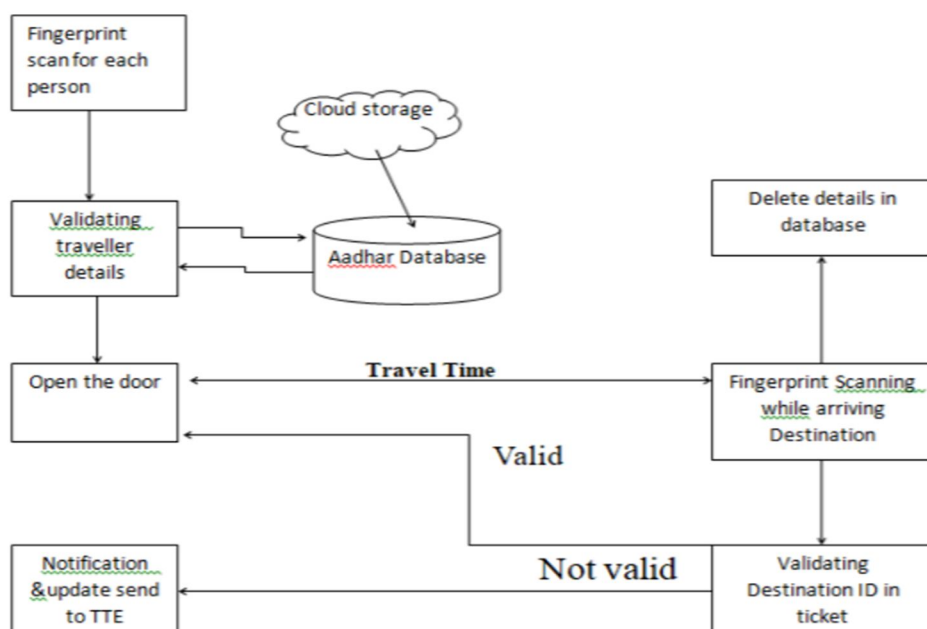 Fingerprint
scan for each
person
Cloud storage
Validating
traveller
details
Aadhar Database
Delete details in
database
Open the door
Travel Time
Fingerprint Scanning
while arriving
Destination
Valid
Notification
&update send
to TTE
Not valid
Validating
Destination ID in
ticket